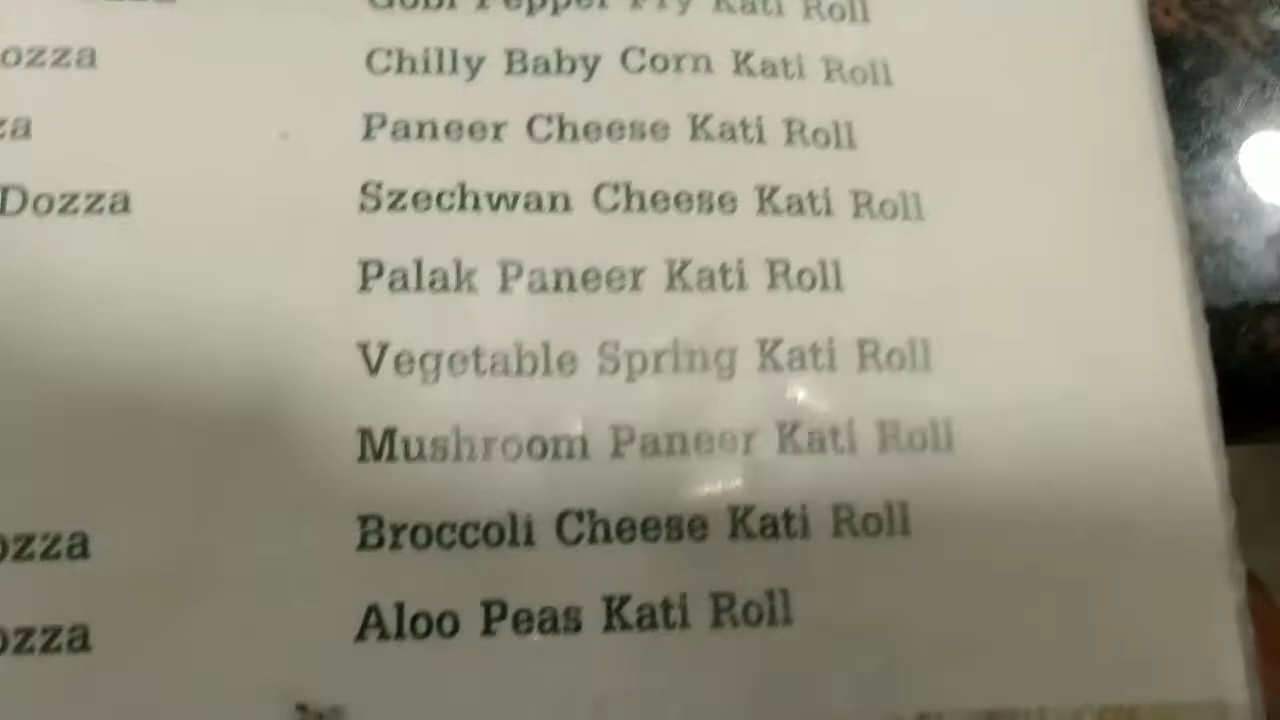 Gobi Pepper Fry Kati Roll
ozza Chilly Baby Corn Kati Roll
za Paneer Cheese Kati Roll
Dozza Szechwan Cheese Kati Roll
Palak Paneer Kati Roll
Vegetable Spring Kati Roll
Mushroom Paneer Kati Roll
ozza Broccoli Cheese Kati Roll
ozza Aloo Peas Kati Roll